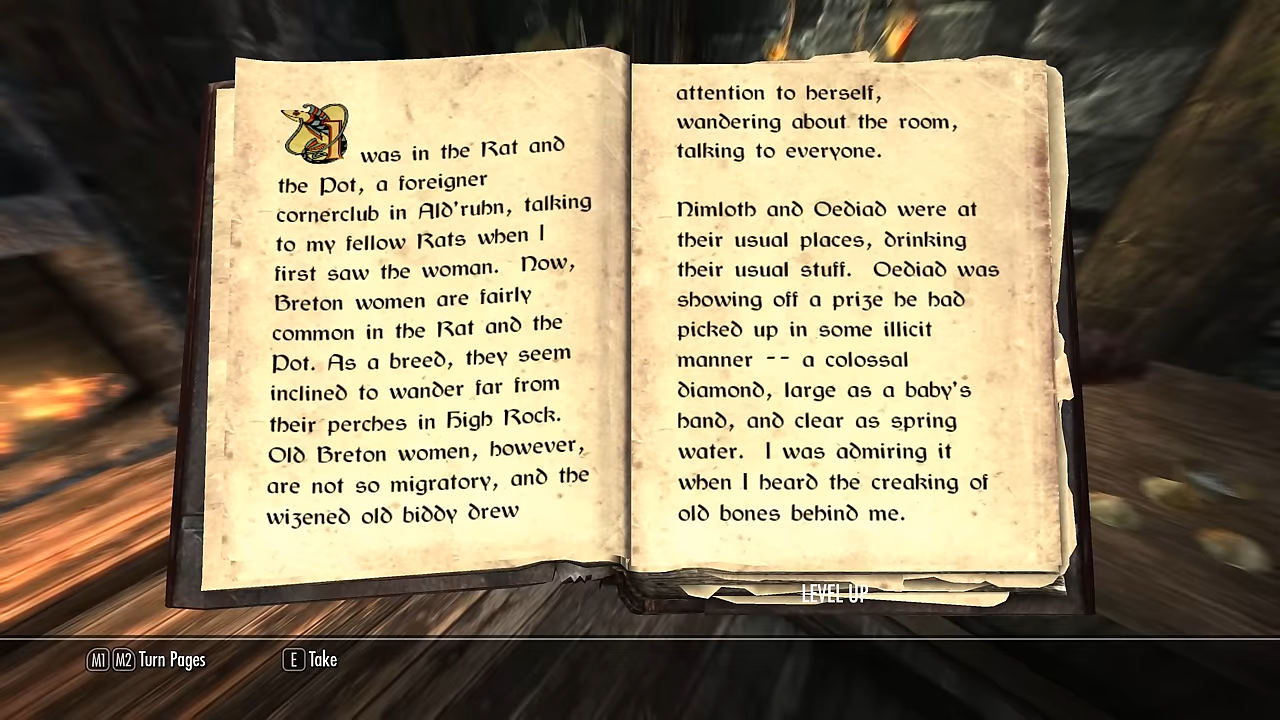 I was in the Rat and
the Pot, a foreigner
cornerclub in Ald'ruhn, talking
to my fellow Rats when I
first saw the woman.  Now,
Breton women are fairly
common in the Rat and the
Pot. As a breed, they seem
inclined to wander far from
their perches in High Rock.
Old Breton women, however,
are not so migratory, and the
wizened old biddy drew
attention to herself,
wandering about the room,
talking to everyone.
Nimloth and Oediad were at
their usual places, drinking
their usual stuff.  Oediad was
showing off a prize he had
picked up in some illicit
manner -- a colossal
diamond, large as a baby's
hand, and clear as spring
water.  I was admiring it
when I heard the creaking of
old bones behind me.
LEVEL UP
M1 M2 Turn Pages
E Take